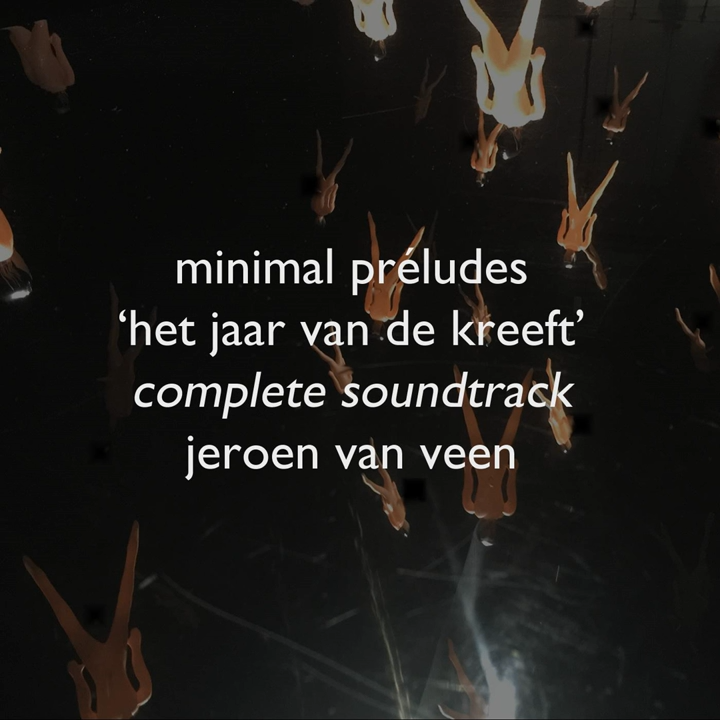 minimal préludes
‘het jaar van de kreeft’
complete soundtrack
jeroen van veen